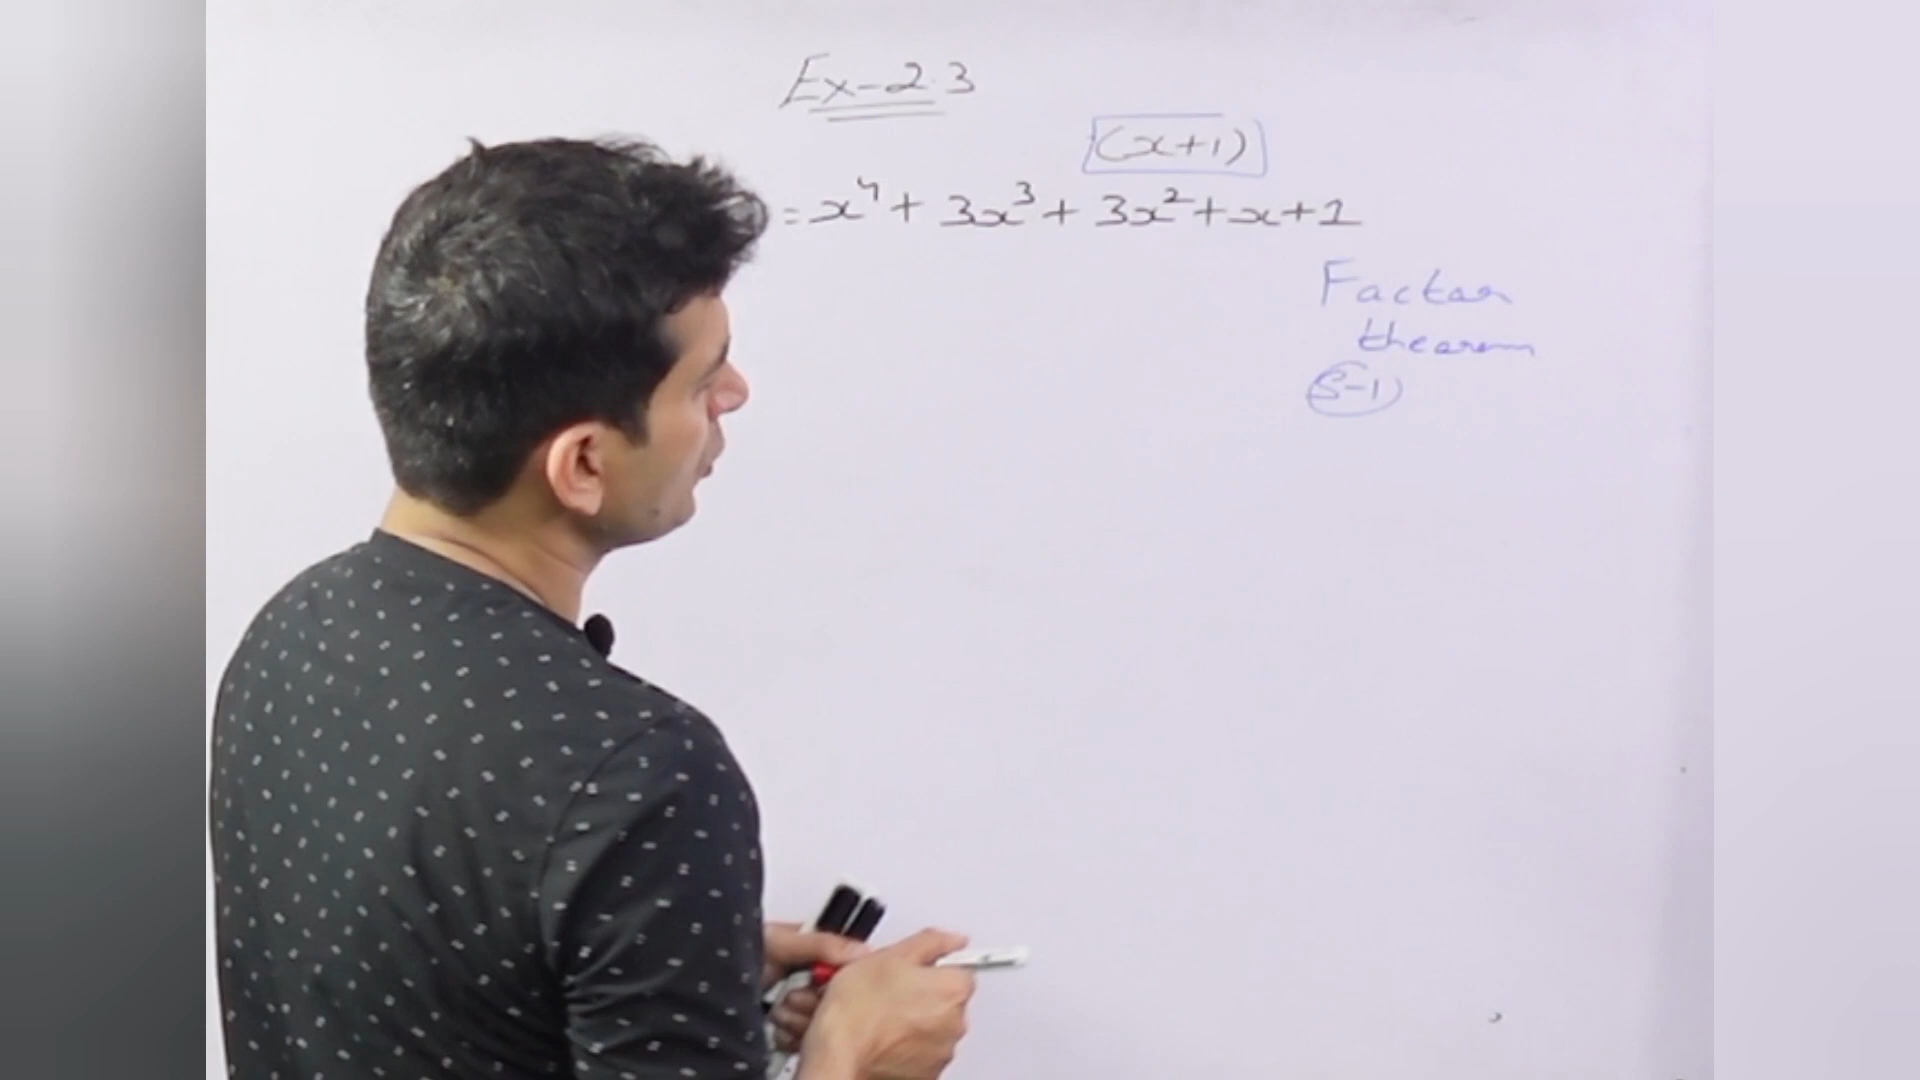 Ex-2.3
(x+1)
= x⁴ + 3x³ + 3x² + x + 1
Factor
theorem
S-1